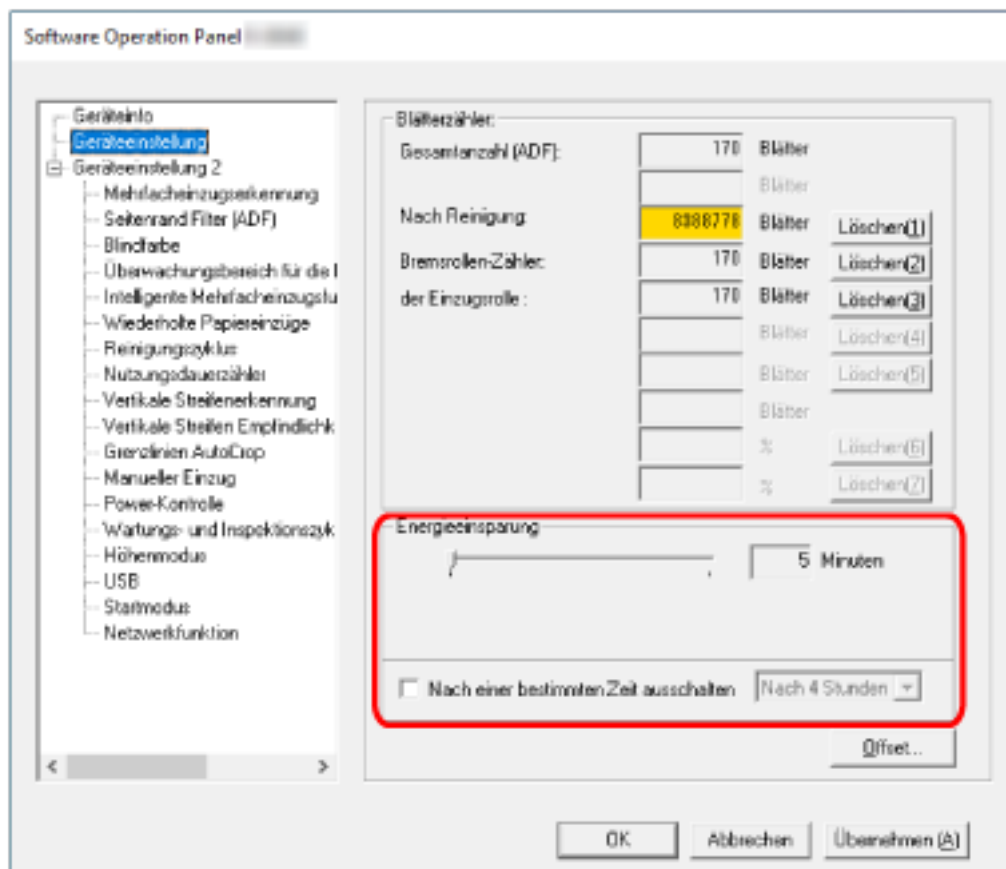 Software Operation Panel
Geräteinfo
Geräteeinstellung
Geräteeinstellung 2
Mehrfacheinzugserkennung
Seitenrand Filter (ADF)
Blindfarbe
Überwachungsbereich für die I
Intelligente Mehrfacheinzugsfu
Wiederholte Papiereinzüge
Reinigungszyklus
Nutzungsdauerzähler
Vertikale Streifenerkennung
Vertikale Streifen Empfindlichk
Grenzlinien AutoCrop
Manueller Einzug
Power-Kontrolle
Wartungs- und Inspektionszyk
Höhenmodus
USB
Startmodus
Netzwerkfunktion
Blätterzähler:
Gesamtanzahl (ADF): 170 Blätter
Blätter
Nach Reinigung: 8388778 Blätter Löschen(1)
Bremsrollen-Zähler: 170 Blätter Löschen(2)
der Einzugsrolle : 170 Blätter Löschen(3)
Blätter Löschen(4)
Blätter Löschen(5)
Blätter
% Löschen(6)
% Löschen(7)
Energieeinsparung
5 Minuten
Nach einer bestimmten Zeit ausschalten Nach 4 Stunden
Offset...
OK Abbrechen Übernehmen (A)